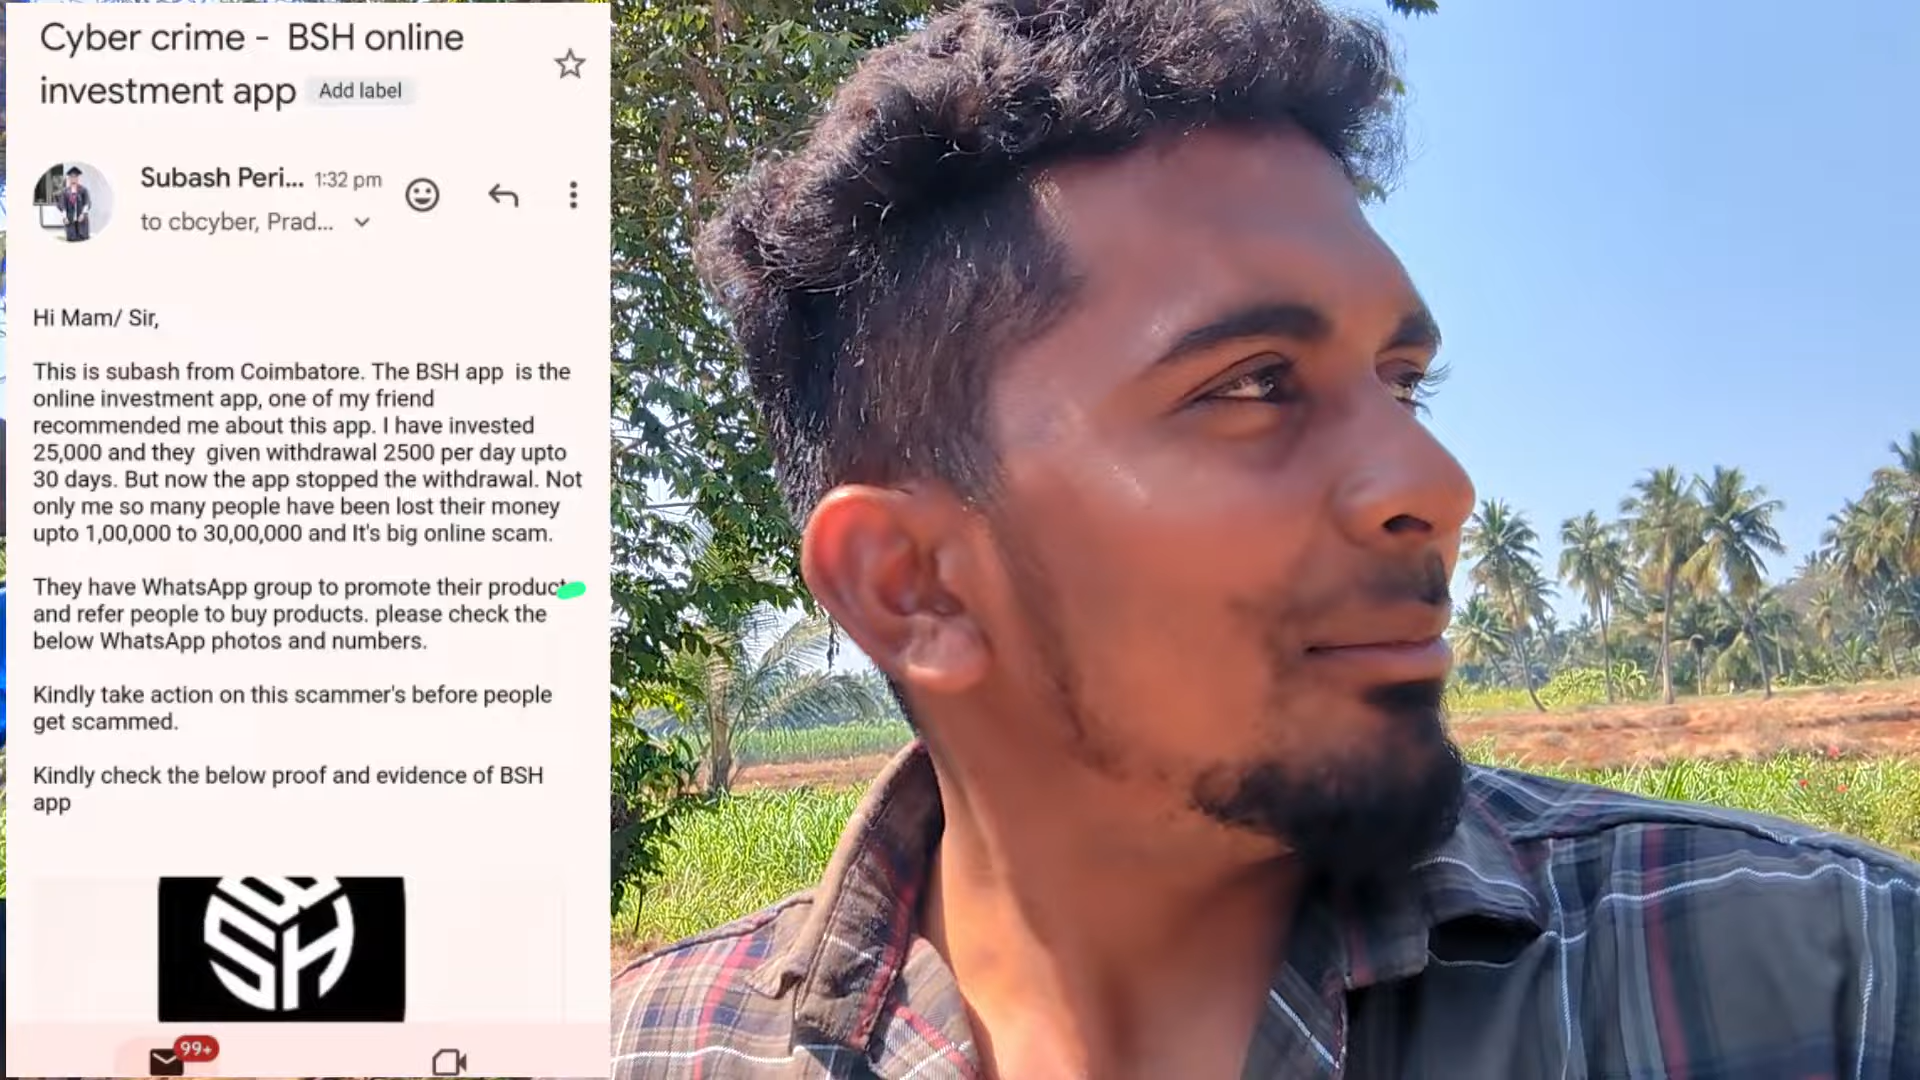 Cyber crime - BSH online
investment app Add label
Subash Peri... 1:32 pm
to cbcyber, Prad...
Hi Mam/ Sir,
This is subash from Coimbatore. The BSH app is the
online investment app, one of my friend
recommended me about this app. I have invested
25,000 and they given withdrawal 2500 per day upto
30 days. But now the app stopped the withdrawal. Not
only me so many people have been lost their money
upto 1,00,000 to 30,00,000 and It's big online scam.
They have WhatsApp group to promote their product
and refer people to buy products. please check the
below WhatsApp photos and numbers.
Kindly take action on this scammer's before people
get scammed.
Kindly check the below proof and evidence of BSH
app
BSH
99+